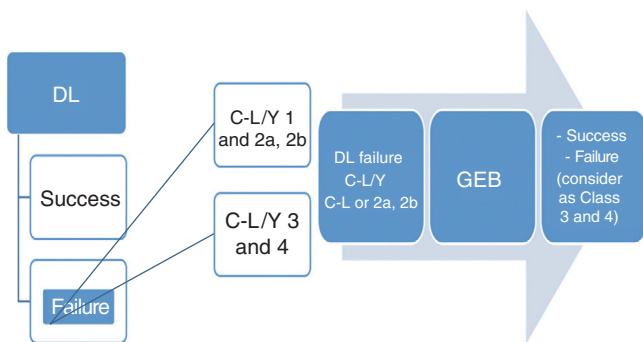 DL
Success
Failure
C-L/Y 1
and 2a, 2b
C-L/Y 3
and 4
DL failure
C-L/Y
C-L or 2a, 2b
GEB
- Success
- Failure
(consider
as Class
3 and 4)